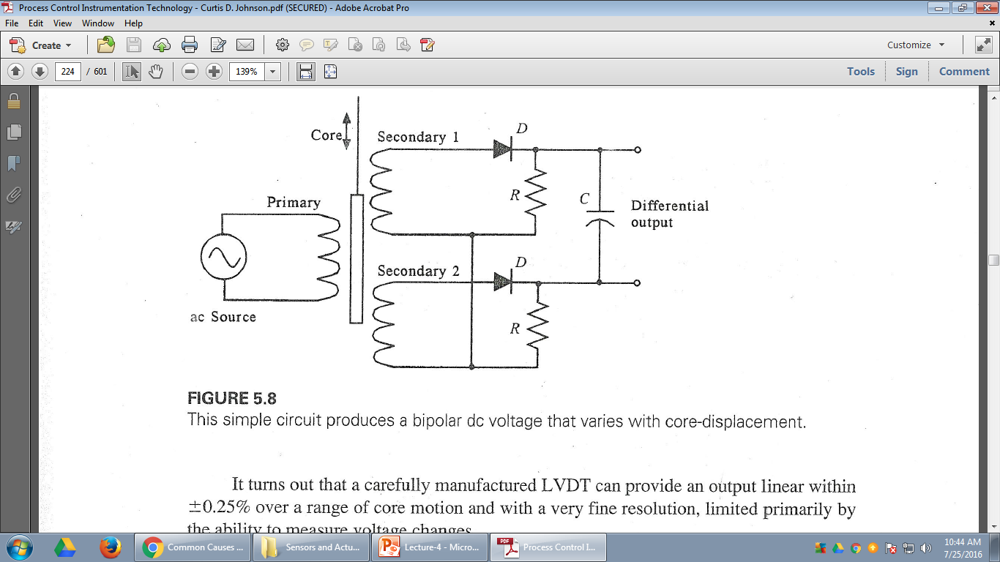 Process Control Instrumentation Technology - Curtis D. Johnson.pdf (SECURED) - Adobe Acrobat Pro
File Edit View Window Help
Create
Customize
224 / 601
139%
Tools Sign Comment
Core
Secondary 1
D
Primary
R
C
Differential
output
Secondary 2
D
R
ac Source
FIGURE 5.8
This simple circuit produces a bipolar dc voltage that varies with core-displacement.
It turns out that a carefully manufactured LVDT can provide an output linear within
±0.25% over a range of core motion and with a very fine resolution, limited primarily by
the ability to measure voltage changes
Common Causes ...
Sensors and Actu...
Lecture-4 - Micro...
PDF
Process Control I...
10:44 AM
7/25/2016